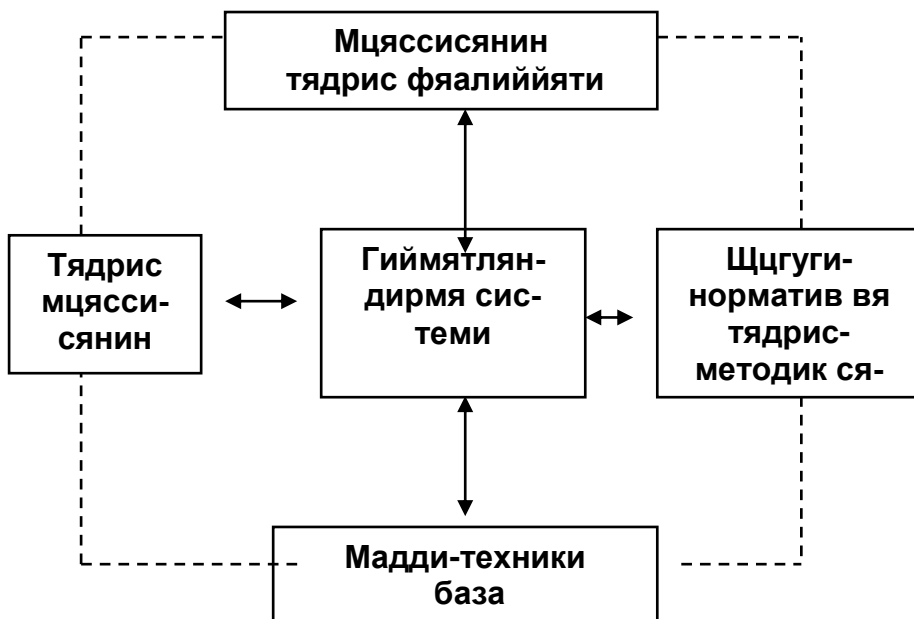 Мцяссисянин
тядрис фяалиййяти
Тядрис
мцясси-
сянин
Гиймятлян-
дирмя сис-
теми
Щцгуги-
норматив вя
тядрис-
методик ся-
Мадди-техники
база